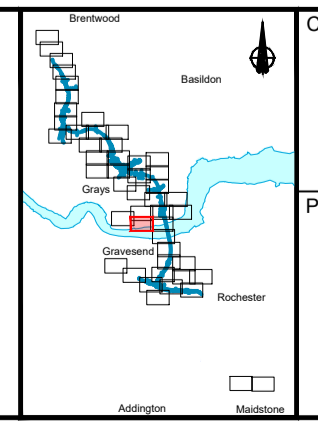 Brentwood
C
Basildon
Grays
P
Gravesend
Rochester
Addington
Maidstone